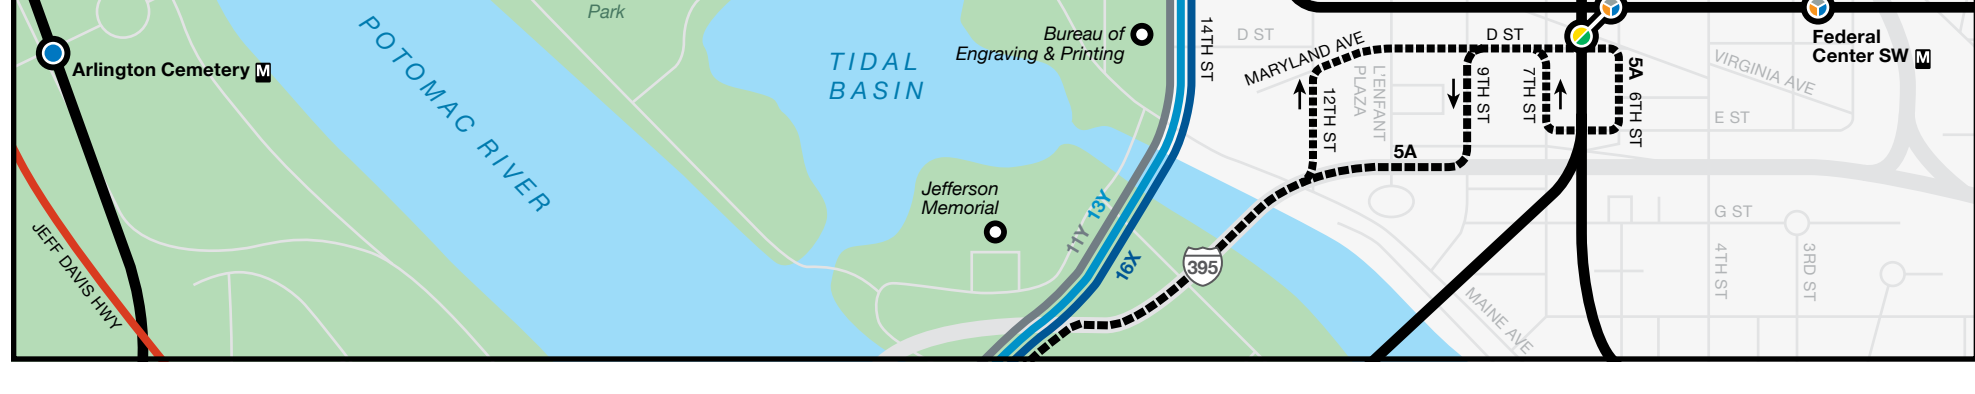 Park
Arlington Cemetery M
POTOMAC RIVER
TIDAL
BASIN
Bureau of
Engraving & Printing
14TH ST
D ST
MARYLAND AVE
D ST
L'ENFANT
PLAZA
12TH ST
9TH ST
7TH ST
5A 6TH ST
5A
Federal
Center SW M
VIRGINIA AVE
E ST
Jefferson
Memorial
11Y 13Y
16X
395
JEFF DAVIS HWY
G ST
4TH ST
3RD ST
MAINE AVE